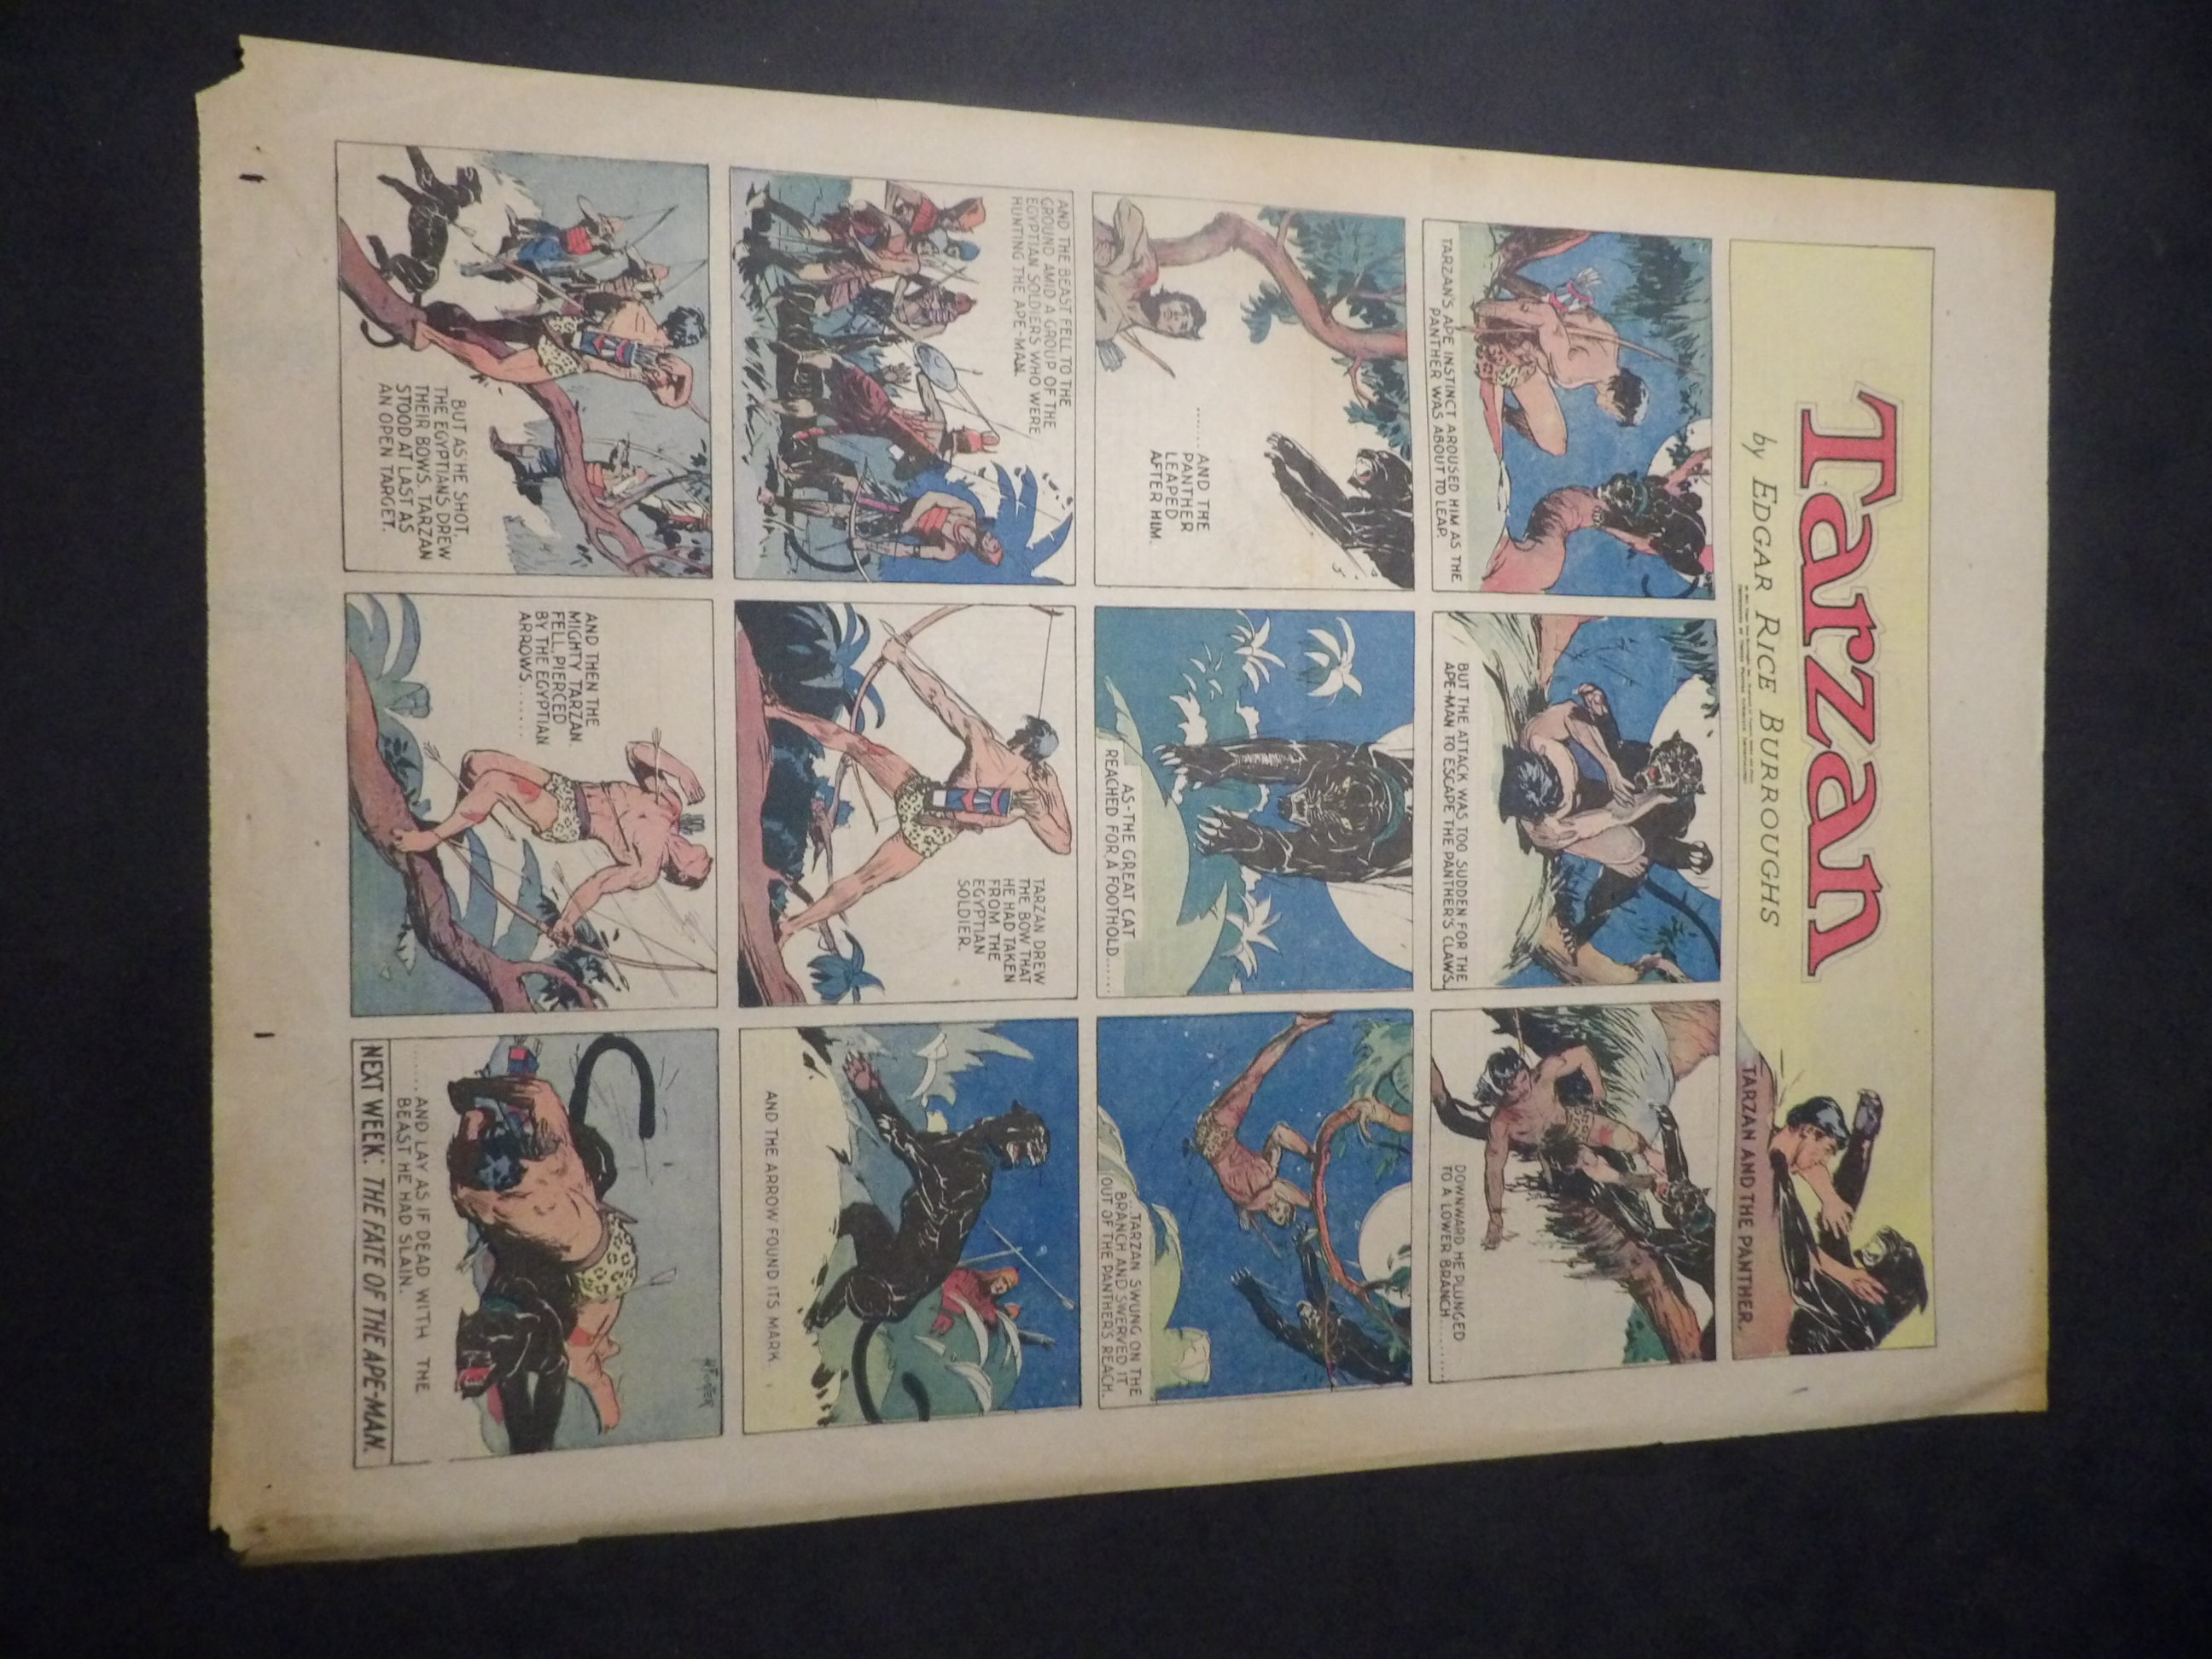 Tarzan
by EDGAR RICE BURROUGHS
TARZAN AND THE PANTHER.
TARZAN'S APE INSTINCT AROUSED HIM AS THE
PANTHER WAS ABOUT TO LEAP.
BUT THE ATTACK WAS TOO SUDDEN FOR THE
APE-MAN TO ESCAPE THE PANTHER'S CLAWS.
DOWNWARD HE PLUNGED
TO A LOWER BRANCH........
........AND THE
PANTHER
LEAPED
AFTER HIM.
AS-THE GREAT CAT
REACHED FOR A FOOTHOLD.....
..TARZAN SWUNG ON THE
BRANCH AND SWERVED IT
OUT OF THE PANTHER'S REACH.
AND THE BEAST FELL TO THE
GROUND AMID A GROUP OF THE
EGYPTIAN SOLDIERS WHO WERE
HUNTING THE APE-MAN.
TARZAN DREW
THE BOW THAT
HE HAD TAKEN
FROM THE
EGYPTIAN
SOLDIER.
AND THE ARROW FOUND ITS MARK.
BUT AS HE SHOT,
THE EGYPTIANS DREW
THEIR BOWS. TARZAN
STOOD AT LAST AS
AN OPEN TARGET.
AND THEN THE
MIGHTY TARZAN
FELL, PIERCED
BY THE EGYPTIAN
ARROWS......
H FOSTER
......AND LAY AS IF DEAD WITH THE
BEAST HE HAD SLAIN.
NEXT WEEK: THE FATE OF THE APE-MAN.